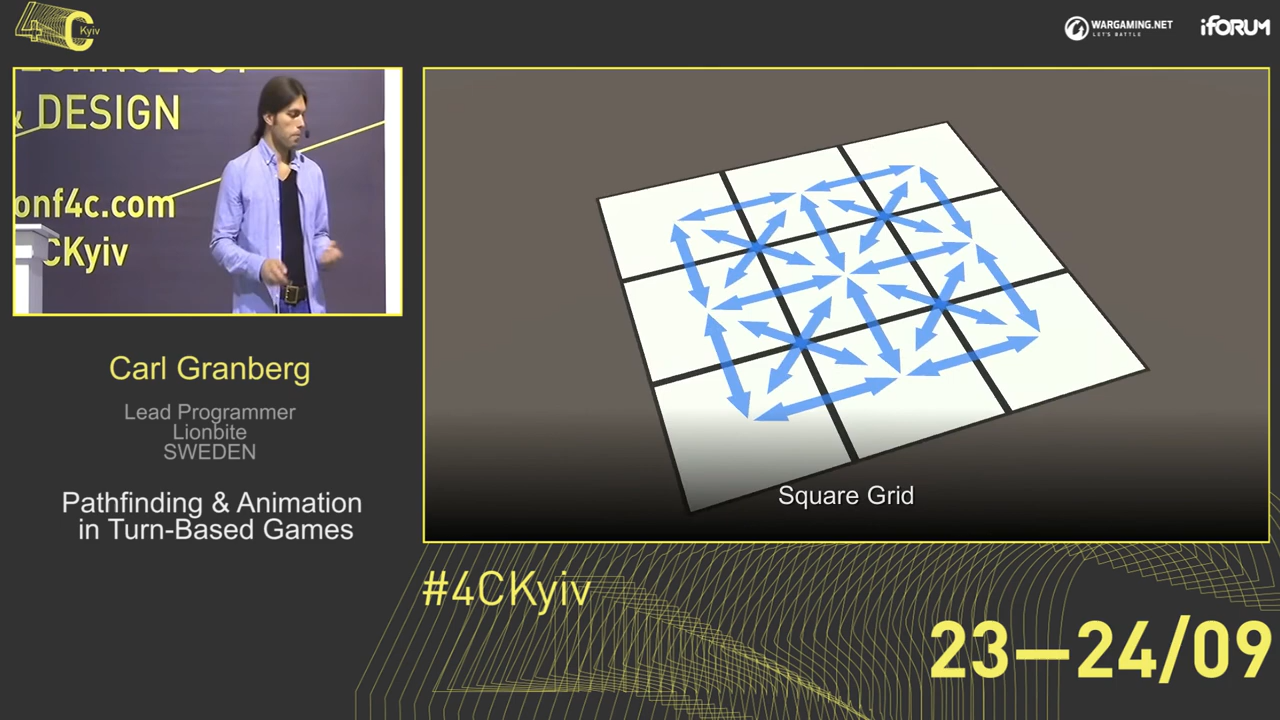 4C Kyiv
WARGAMING.NET
LET'S BATTLE
iFORUM
& DESIGN
onf4c.com
CKyiv
Carl Granberg
Lead Programmer
Lionbite
SWEDEN
Pathfinding & Animation
in Turn-Based Games
Square Grid
#4CKyiv
23—24/09